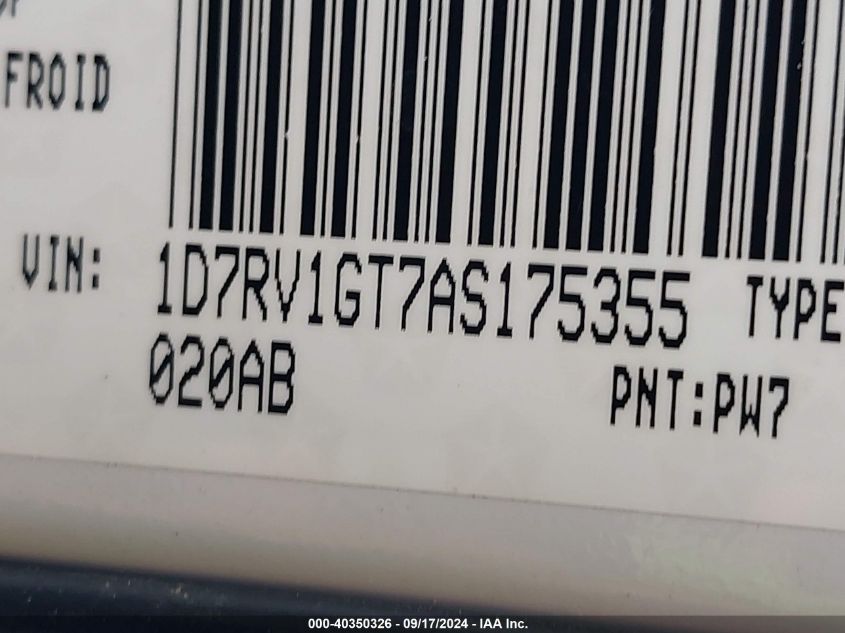 FROID
VIN: 1D7RV1GT7AS175355 TYPE
020AB PNT:PW7
000-40350326 - 09/17/2024 - IAA Inc.